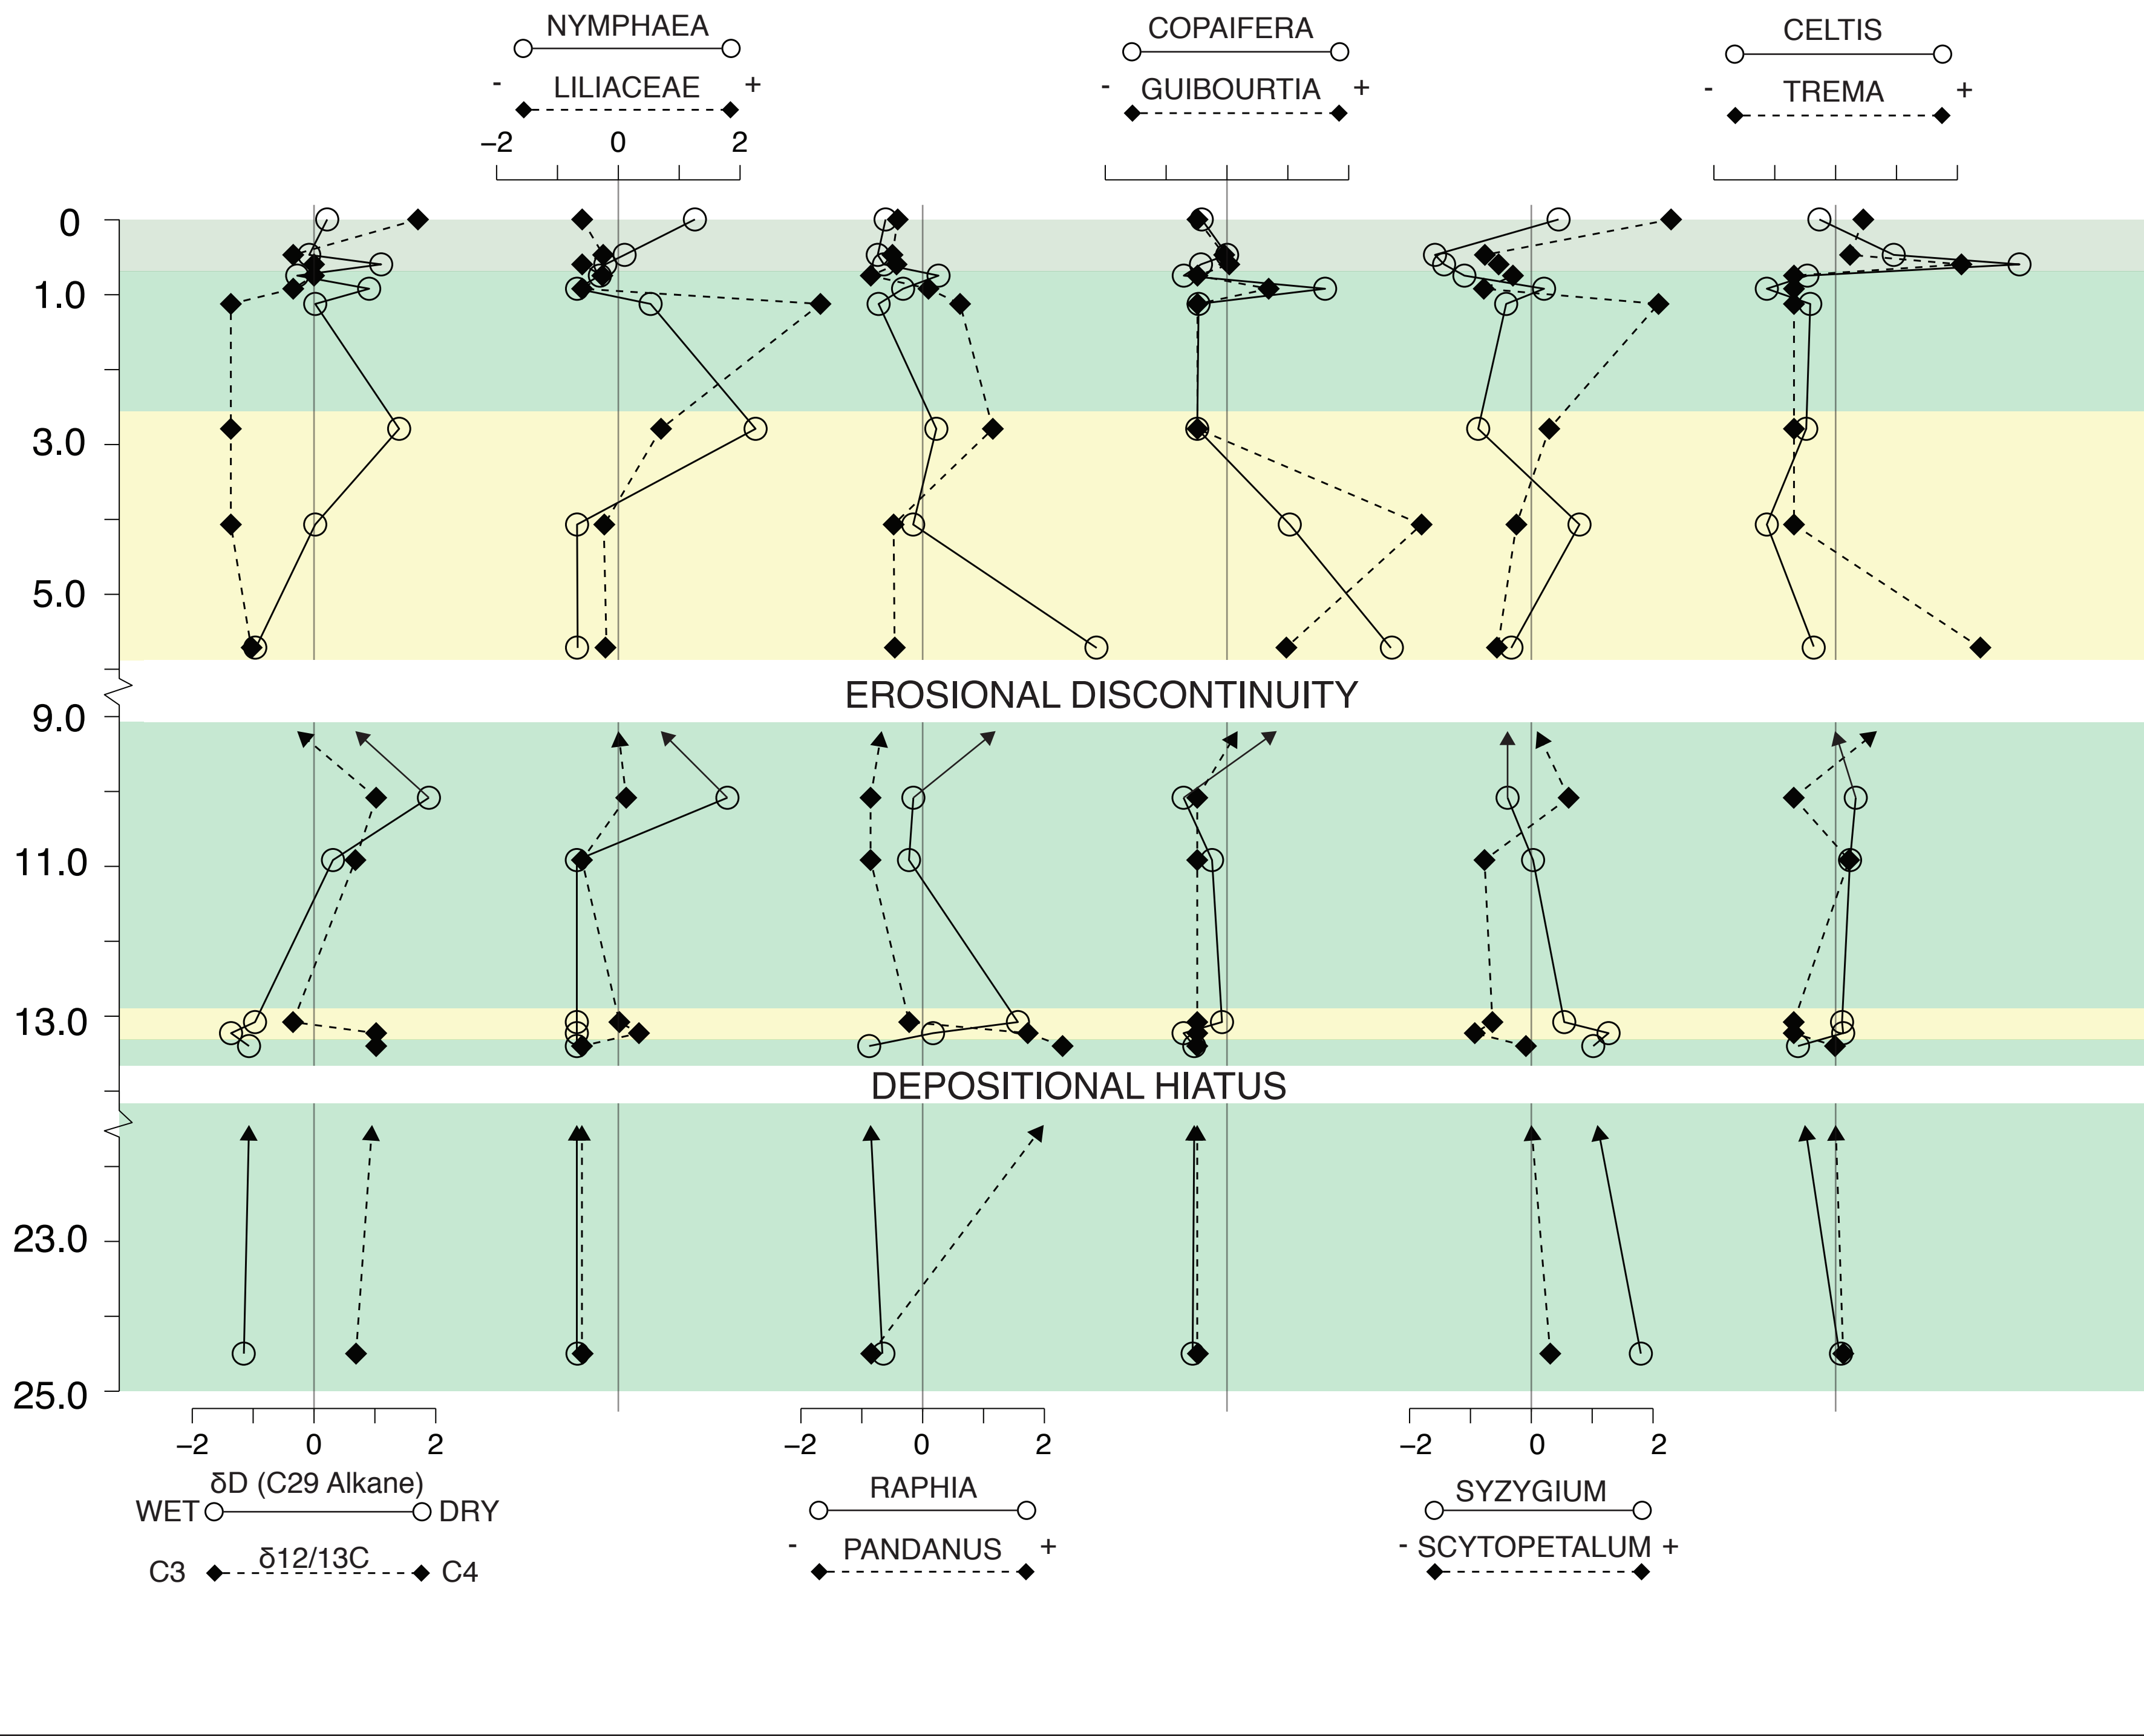 NYMPHAEA
- LILIACEAE +
−2 0 2
COPAIFERA
- GUIBOURTIA +
CELTIS
- TREMA +
0
1.0
3.0
5.0
EROSIONAL DISCONTINUITY
9.0
11.0
13.0
DEPOSITIONAL HIATUS
23.0
25.0
−2 0 2
δD (C29 Alkane)
WET DRY
δ12/13C
C3 C4
−2 0 2
RAPHIA
- PANDANUS +
−2 0 2
SYZYGIUM
- SCYTOPETALUM +